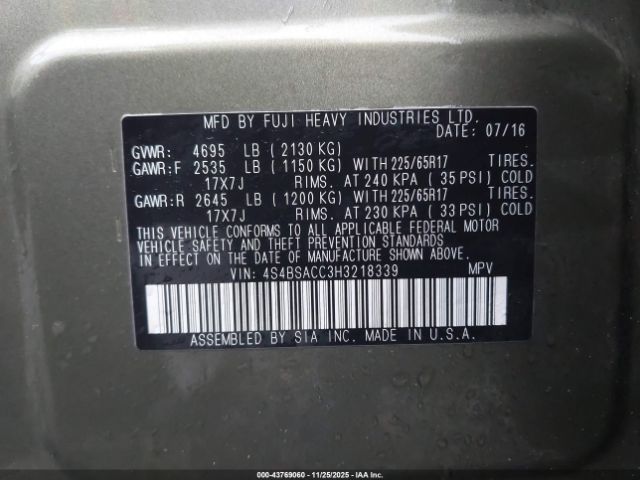 MFD BY FUJI HEAVY INDUSTRIES LTD.
DATE: 07/16
GVWR: 4695 LB (2130 KG)
GAWR:F 2535 LB (1150 KG) WITH 225/65R17 TIRES.
17X7J RIMS. AT 240 KPA (35 PSI) COLD
GAWR:R 2645 LB (1200 KG) WITH 225/65R17 TIRES.
17X7J RIMS. AT 230 KPA (33 PSI) COLD
THIS VEHICLE CONFORMS TO ALL APPLICABLE FEDERAL MOTOR
VEHICLE SAFETY AND THEFT PREVENTION STANDARDS
IN EFFECT ON THE DATE OF MANUFACTURE SHOWN ABOVE.
VIN: 4S4BSACC3H3218339 MPV
ASSEMBLED BY SIA INC. MADE IN U.S.A.
000-43769060 - 11/25/2025 - IAA Inc.